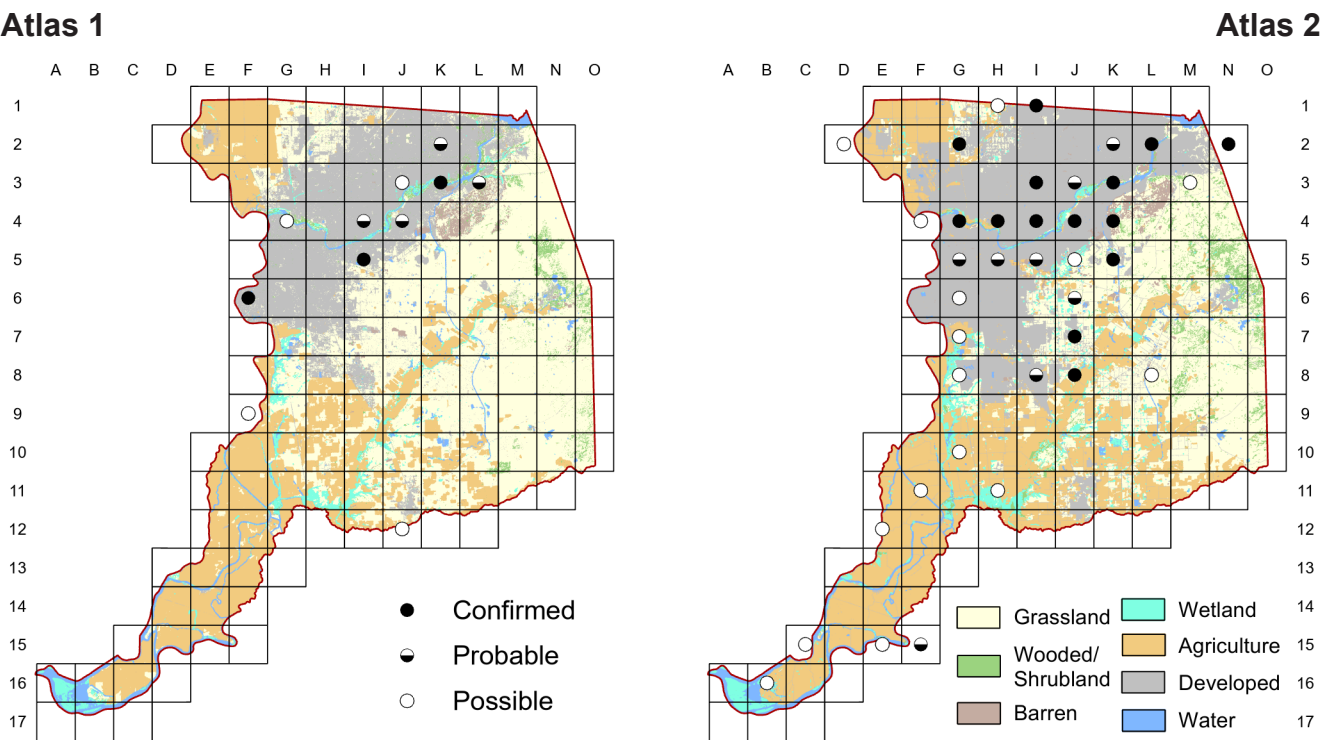 Atlas 1
Atlas 2
A B C D E F G H I J K L M N O
A B C D E F G H I J K L M N O
1
2
3
4
5
6
7
8
9
10
11
12
13
14
15
16
17
Confirmed
Probable
Possible
Grassland
Wooded/
Shrubland
Barren
Wetland
Agriculture
Developed
Water
1
2
3
4
5
6
7
8
9
10
11
12
13
14
15
16
17